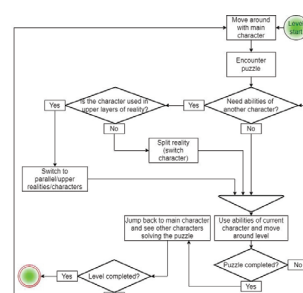 Move around
with main
character
Level
start
Encounter
puzzle
Is the character used in
upper layers of reality?
Yes
Need abilities of
another character?
Yes
No
No
Split reality
(switch
character)
Switch to
parallel/upper
realities/characters
Jump back to main character
and see other characters
solving the puzzle
Use abilities of
current character
and move
around level
Level completed?
Yes
Puzzle completed?
No
Yes